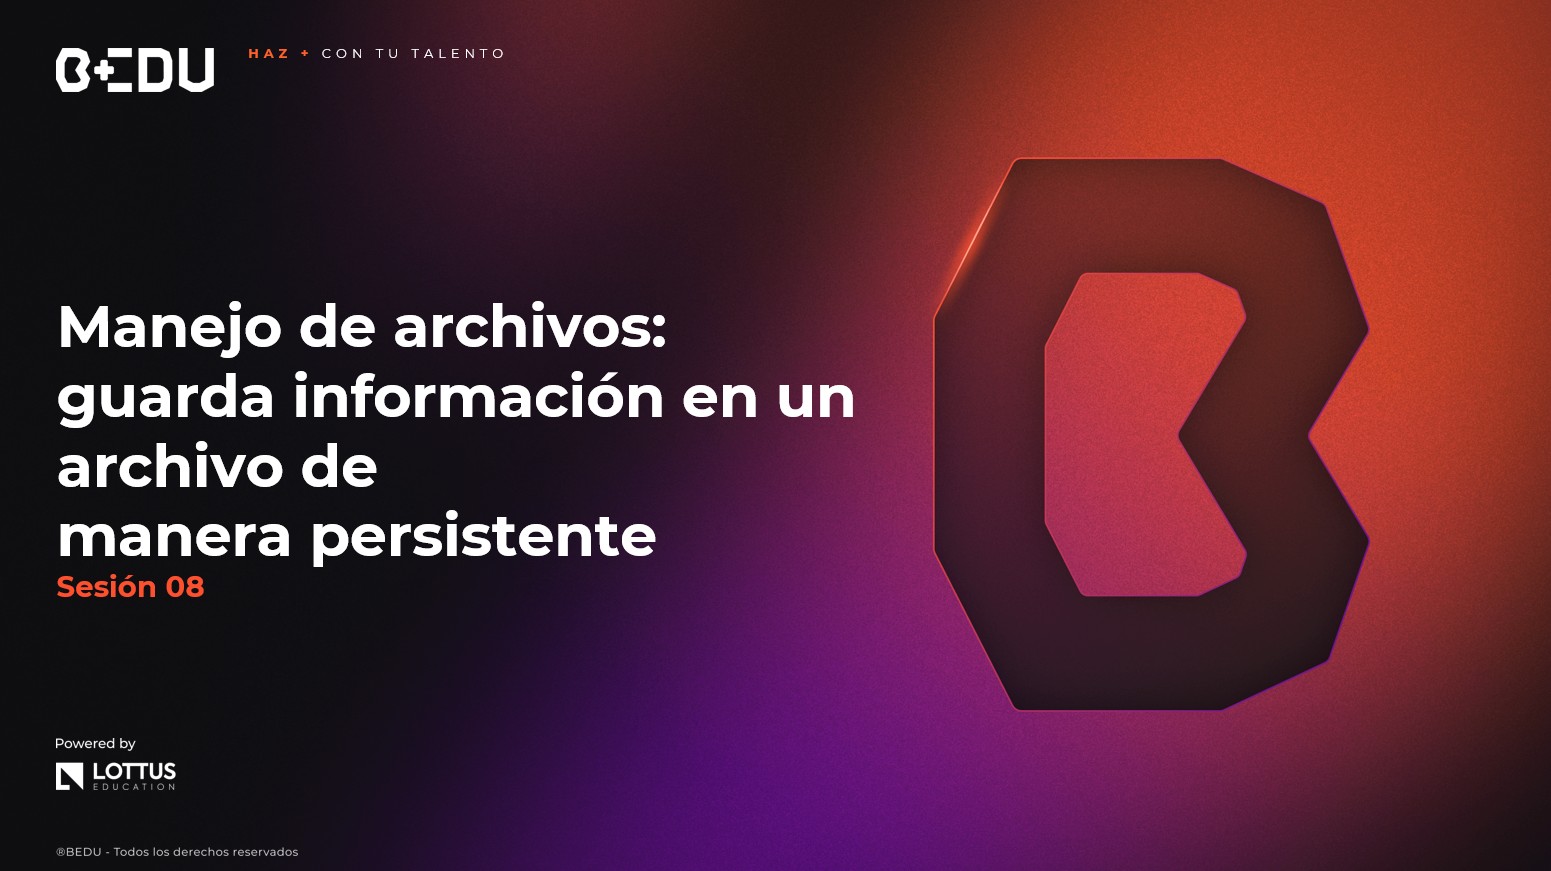 B+EDU
HAZ + CON TU TALENTO
Manejo de archivos:
guarda información en un
archivo de
manera persistente
Sesión 08
Powered by
LOTTUS
EDUCATION
®BEDU - Todos los derechos reservados